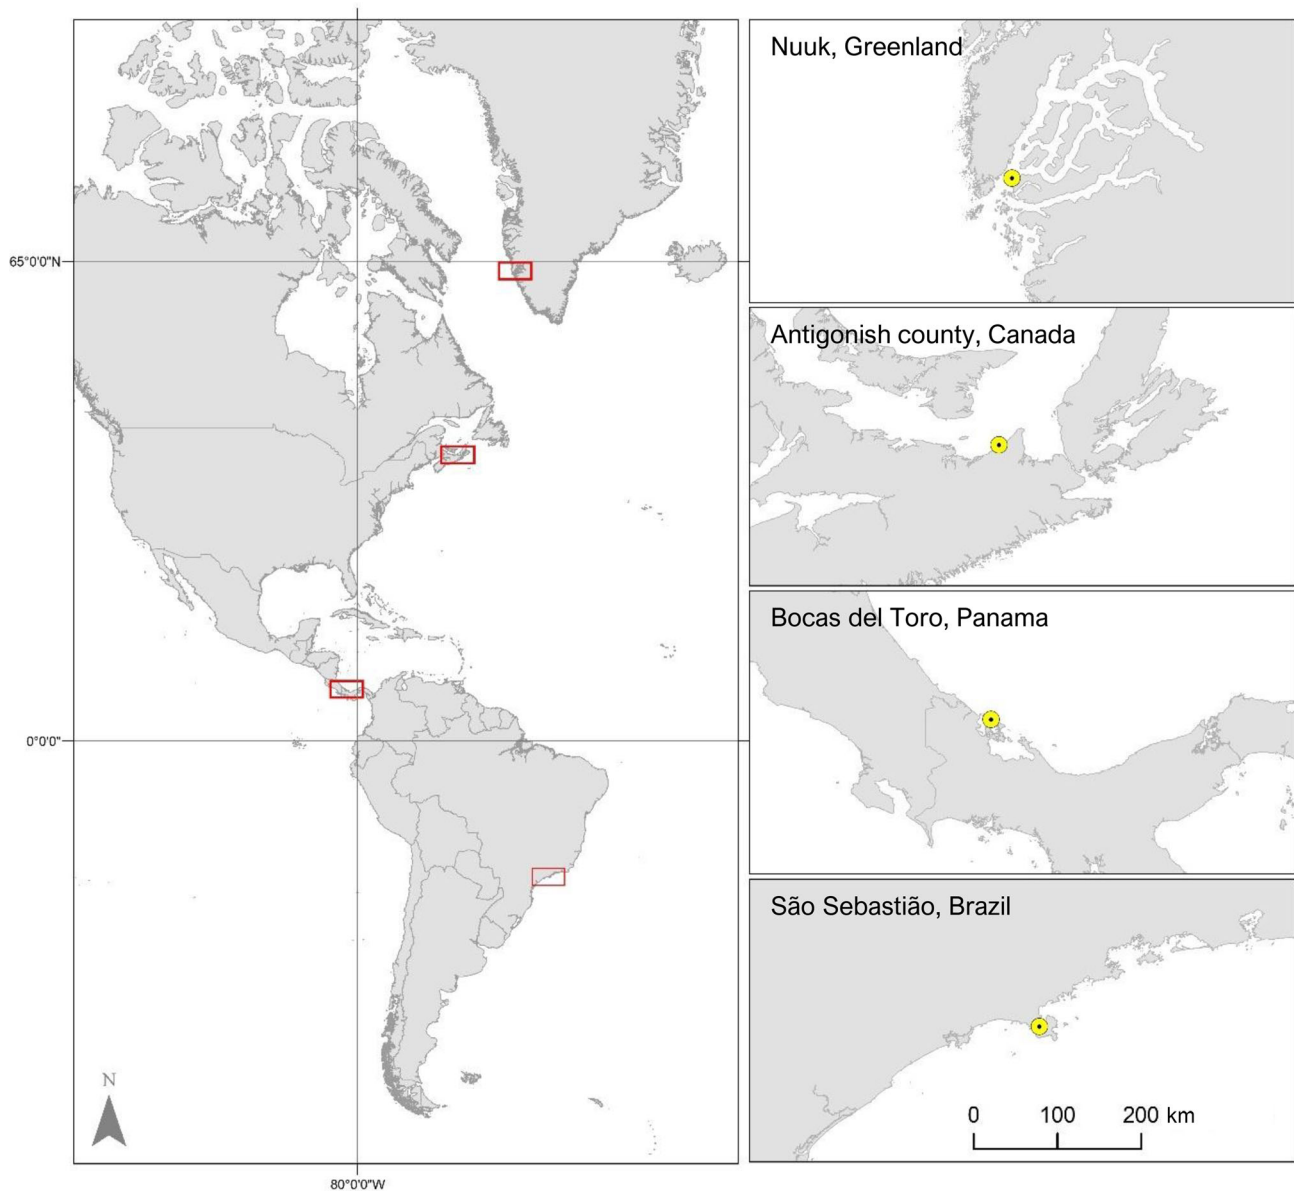 Nuuk, Greenland
65°0'0"N
Antigonish county, Canada
Bocas del Toro, Panama
0°0'0"
São Sebastião, Brazil
N
0 100 200 km
80°0'0"W